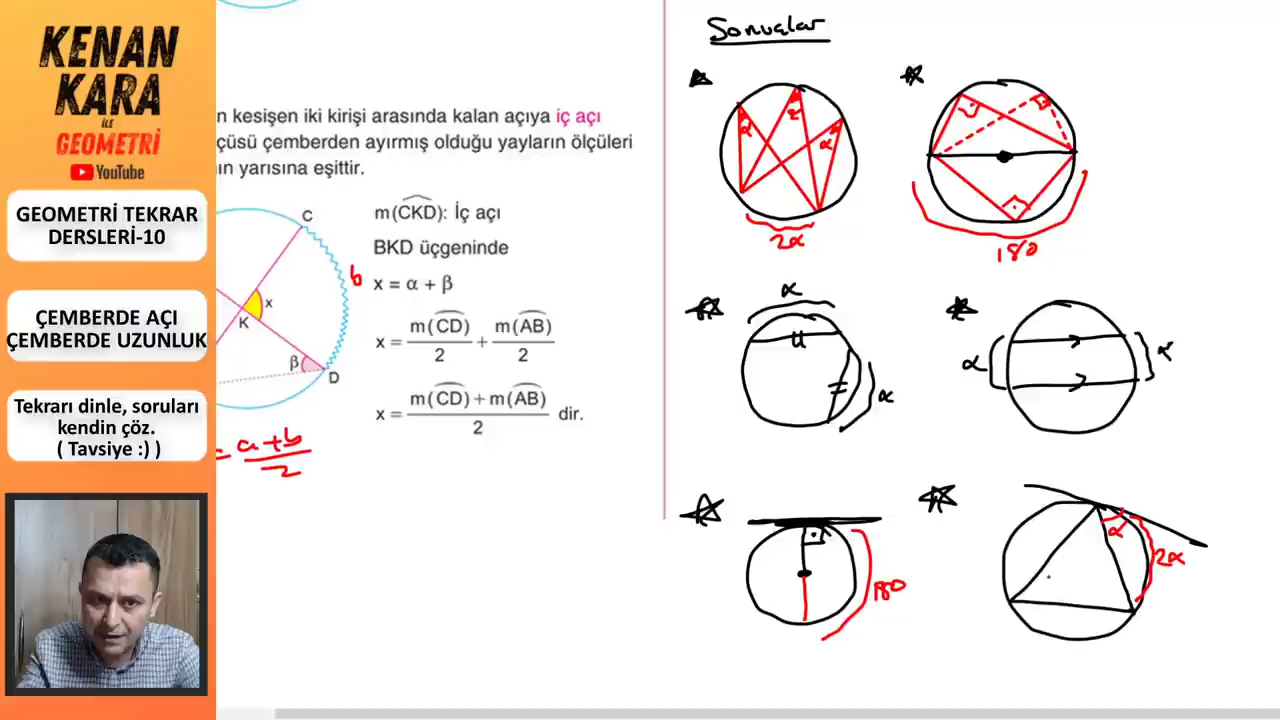 KENAN
KARA
İLE
GEOMETRİ
YouTube
GEOMETRİ TEKRAR
DERSLERİ-10
ÇEMBERDE AÇI
ÇEMBERDE UZUNLUK
Tekrarı dinle, soruları
kendin çöz.
( Tavsiye :) )
n kesişen iki kirişi arasında kalan açıya iç açı
çüsü çemberden ayırmış olduğu yayların ölçüleri
ın yarısına eşittir.
C
b
K
x
β
D
m(CKD): İç açı
BKD üçgeninde
x = α + β
x = m(CD)/2 + m(AB)/2
x = m(CD) + m(AB)/2 dir.
= a+b/2
Sonuçlar
α α α
2α
180
α
α
α α
180
α
2α